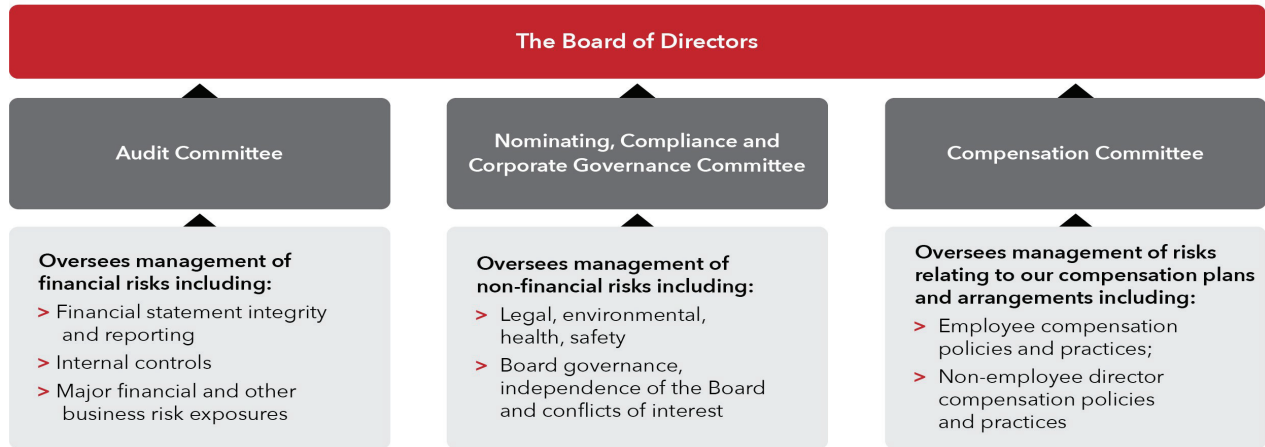 The Board of Directors
Audit Committee
Nominating, Compliance and
Corporate Governance Committee
Compensation Committee
Oversees management of
financial risks including:
> Financial statement integrity
and reporting
> Internal controls
> Major financial and other
business risk exposures
Oversees management of
non-financial risks including:
> Legal, environmental,
health, safety
> Board governance,
independence of the Board
and conflicts of interest
Oversees management of risks
relating to our compensation plans
and arrangements including:
> Employee compensation
policies and practices;
> Non-employee director
compensation policies
and practices